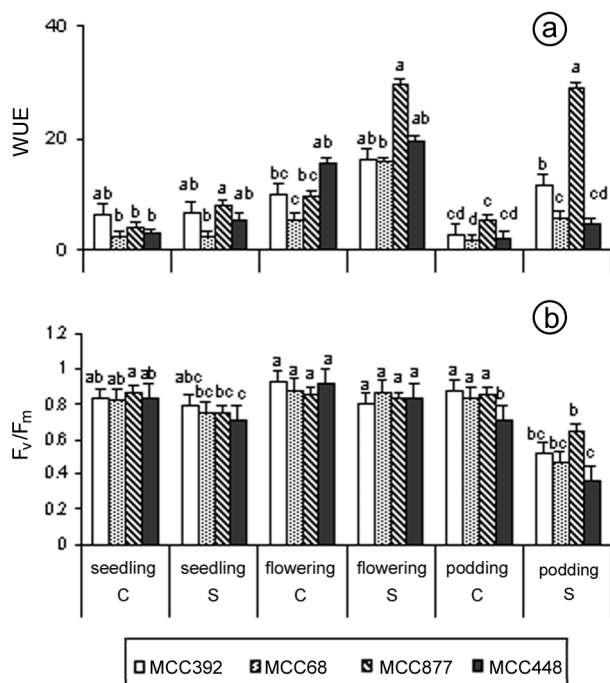 a
40
20
0
WUE
ab b b b
ab b a ab
bc c bc ab
ab b a ab
cd d c cd
b cd a cd
b
1.2
1
0.8
0.6
0.4
0.2
0
Fv/Fm
ab ab a ab
abc bc bc c
a a a a
a a a a
a a a b
bc bc b c
seedling seedling flowering flowering podding podding
C S C S C S
MCC392 MCC68 MCC877 MCC448